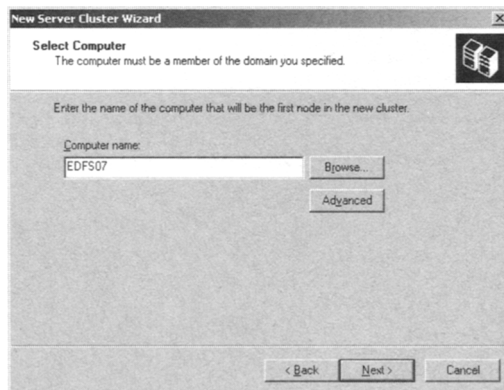 New Server Cluster Wizard
Select Computer
The computer must be a member of the domain you specified.
Enter the name of the computer that will be the first node in the new cluster.
Computer name:
EDFS07
Browse...
Advanced
< Back
Next >
Cancel